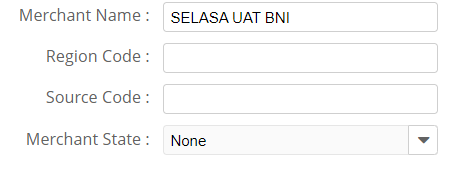 Merchant Name : SELASA UAT BNI
Region Code :
Source Code :
Merchant State : None